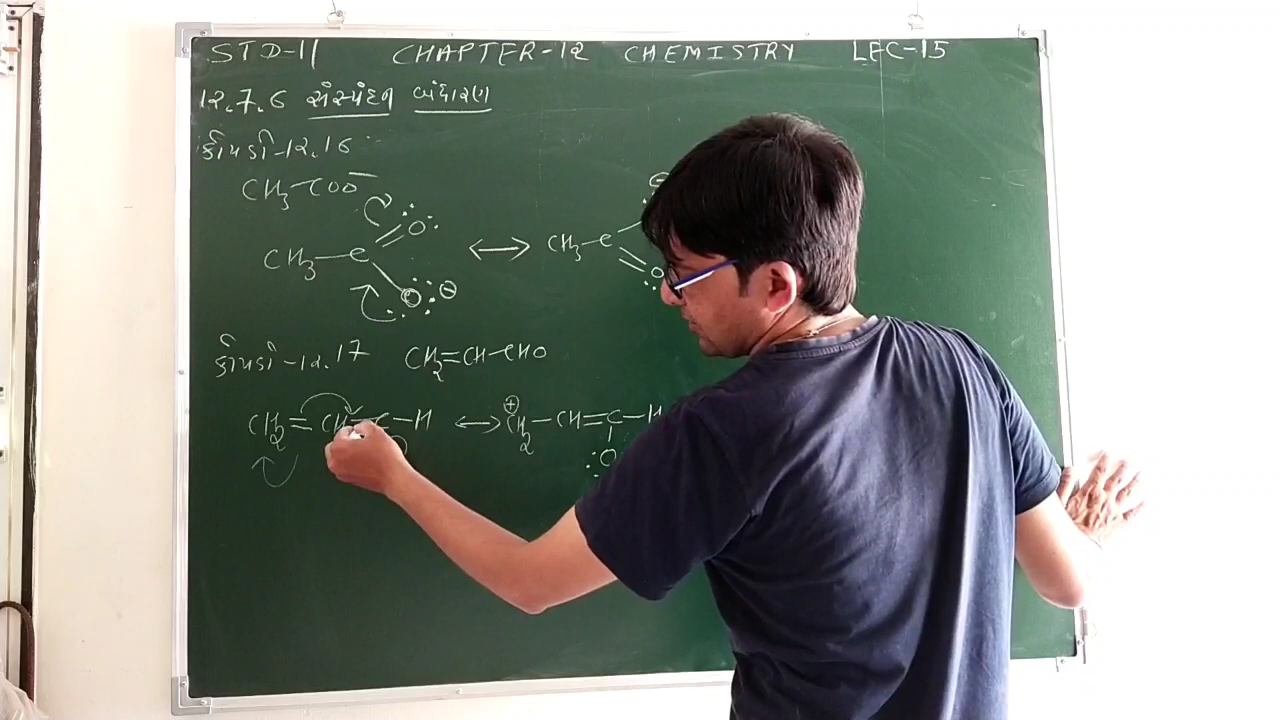 STD-11 CHAPTER-12 CHEMISTRY LEC-15
12.7.6 સંસ્પંદન બંધારણ
કોયડો-12.16
CH₃-COO⁻
CH₃-C O O ⊖ ⟷ CH₃-C O
કોયડો-12.17 CH₂=CH-CHO
CH₂=CH-C-H ⟷ ⊕ CH₂-CH=C-H
O